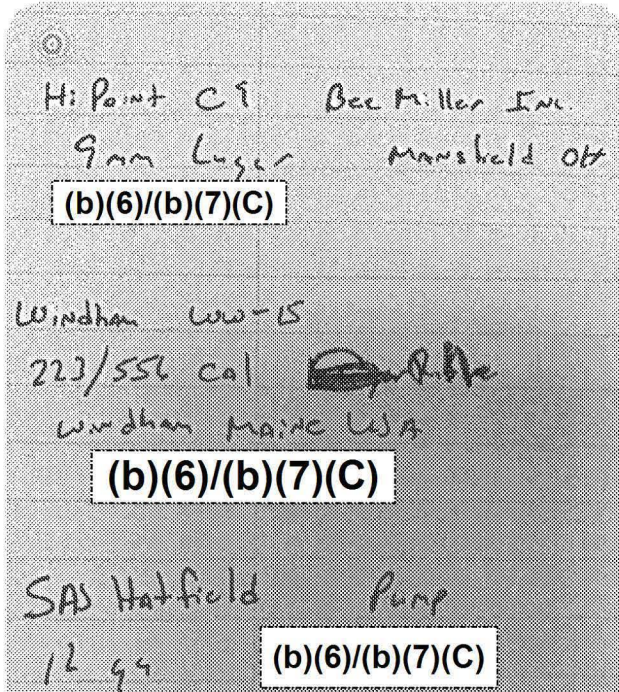 Hi Point C9 Bee Miller Inc.
9mm Luger Mansfield OH
(b)(6)/(b)(7)(C)
Windham WW-15
223/556 cal Rifle
Windham Maine USA
(b)(6)/(b)(7)(C)
SAS Hatfield Pump
12 ga
(b)(6)/(b)(7)(C)